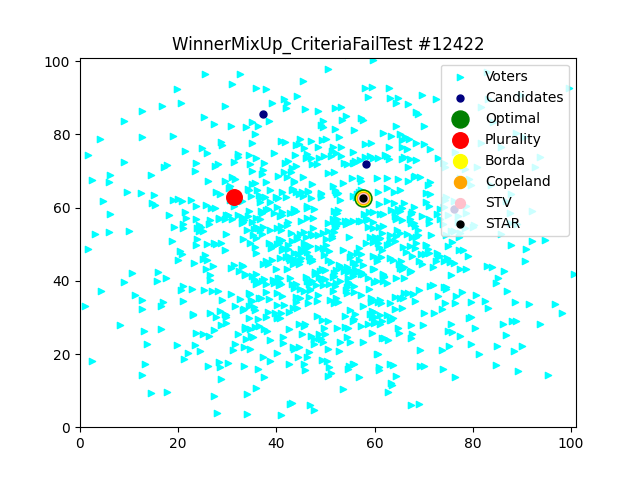 WinnerMixUp_CriteriaFailTest #12422
100
80
60
40
20
0
0
20
40
60
80
100
Voters
Candidates
Optimal
Plurality
Borda
Copeland
STV
STAR